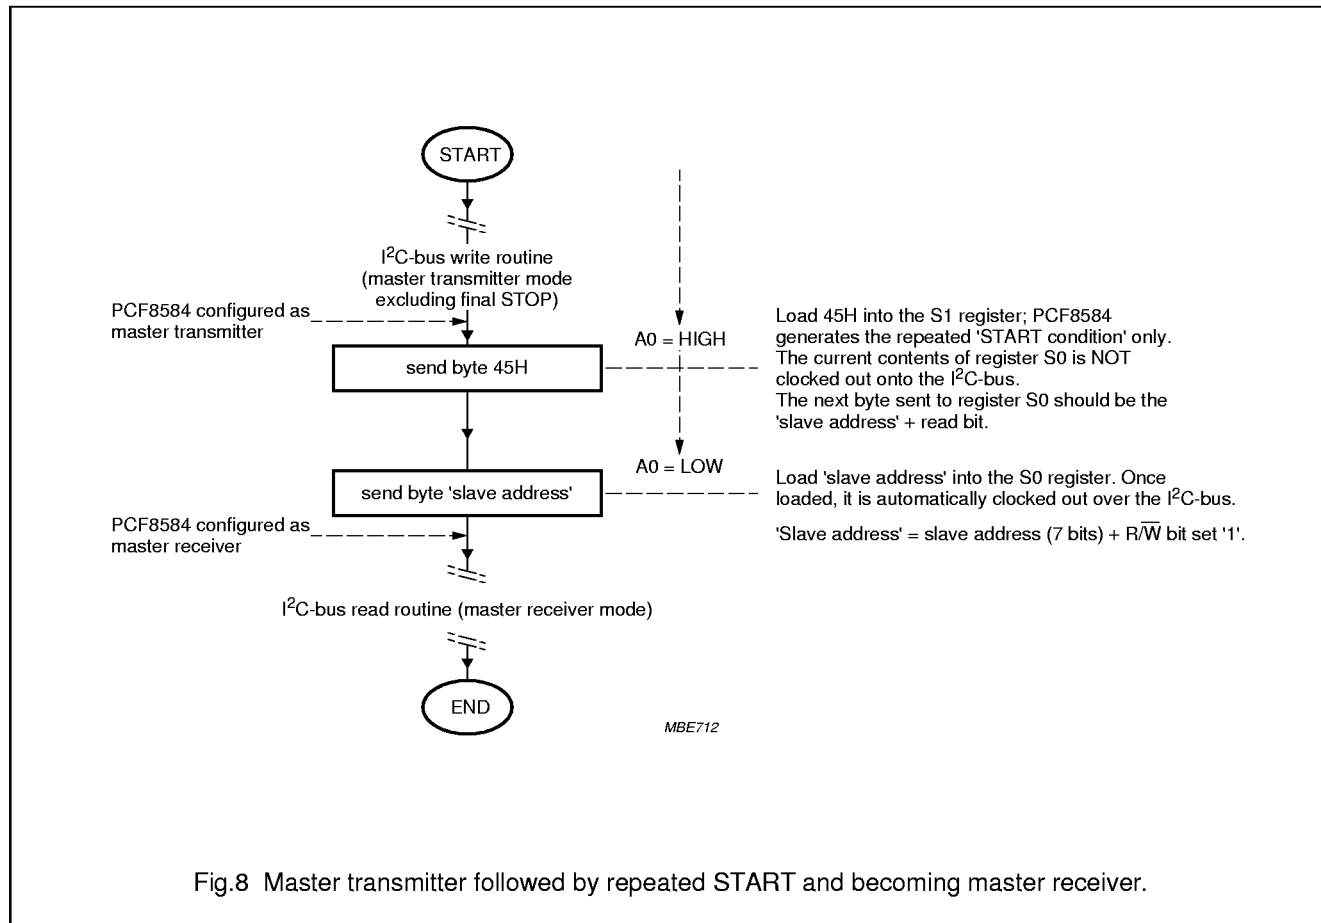 START
I²C-bus write routine
(master transmitter mode
excluding final STOP)
PCF8584 configured as
master transmitter
A0 = HIGH
send byte 45H
Load 45H into the S1 register; PCF8584
generates the repeated 'START condition' only.
The current contents of register S0 is NOT
clocked out onto the I²C-bus.
The next byte sent to register S0 should be the
'slave address' + read bit.
A0 = LOW
send byte 'slave address'
Load 'slave address' into the S0 register. Once
loaded, it is automatically clocked out over the I²C-bus.
'Slave address' = slave address (7 bits) + R/W̅ bit set '1'.
PCF8584 configured as
master receiver
I²C-bus read routine (master receiver mode)
END
MBE712
Fig.8 Master transmitter followed by repeated START and becoming master receiver.